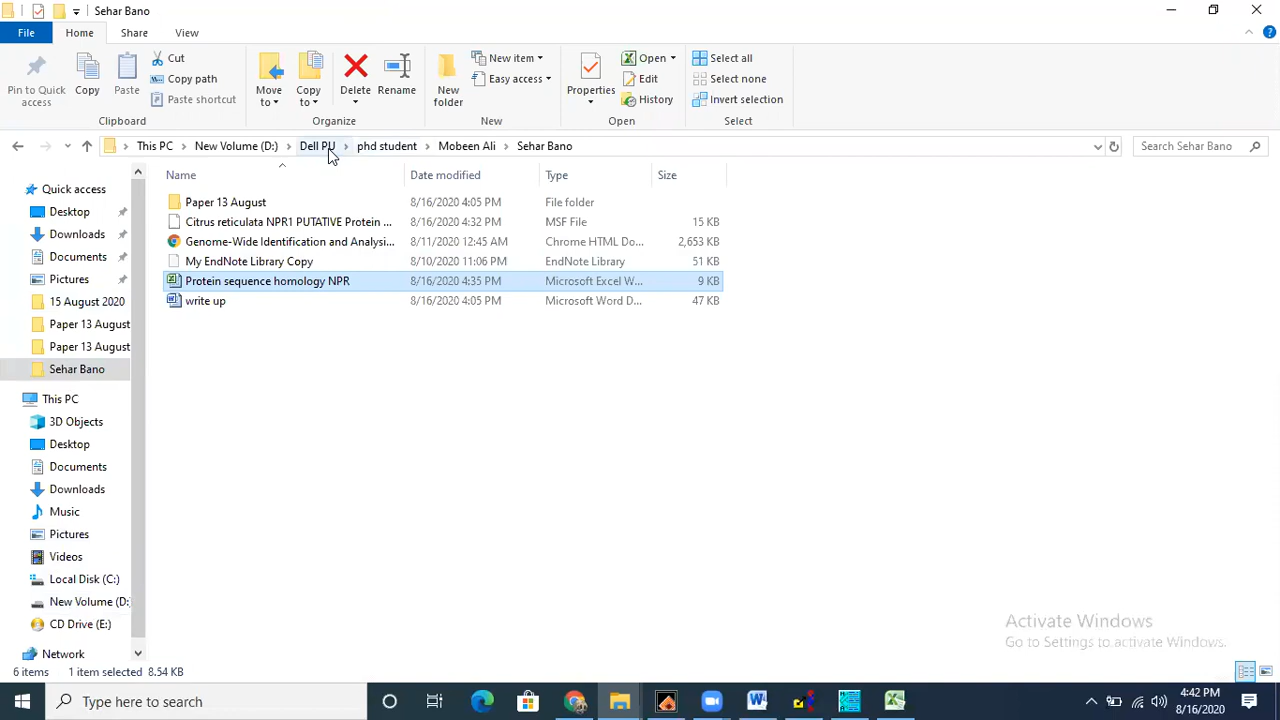 Sehar Bano
File Home Share View
Cut
Copy path
Paste shortcut
Pin to Quick access
Copy
Paste
Clipboard
Move to
Copy to
Delete
Rename
Organize
New folder
New item
Easy access
New
Properties
Open
Edit
History
Open
Select all
Select none
Invert selection
Select
This PC New Volume (D:) Dell PU phd student Mobeen Ali Sehar Bano
Search Sehar Bano
Name Date modified Type Size
Paper 13 August 8/16/2020 4:05 PM File folder
Citrus reticulata NPR1 PUTATIVE Protein ... 8/16/2020 4:32 PM MSF File 15 KB
Genome-Wide Identification and Analysi... 8/11/2020 12:45 AM Chrome HTML Do... 2,653 KB
My EndNote Library Copy 8/10/2020 11:06 PM EndNote Library 51 KB
Protein sequence homology NPR 8/16/2020 4:35 PM Microsoft Excel W... 9 KB
write up 8/16/2020 4:05 PM Microsoft Word D... 47 KB
Quick access
Desktop
Downloads
Documents
Pictures
15 August 2020
Paper 13 August
Paper 13 August
Sehar Bano
This PC
3D Objects
Desktop
Documents
Downloads
Music
Pictures
Videos
Local Disk (C:)
New Volume (D:)
CD Drive (E:)
Network
Activate Windows
Go to Settings to activate Windows.
6 items 1 item selected 8.54 KB
Type here to search
4:42 PM
8/16/2020